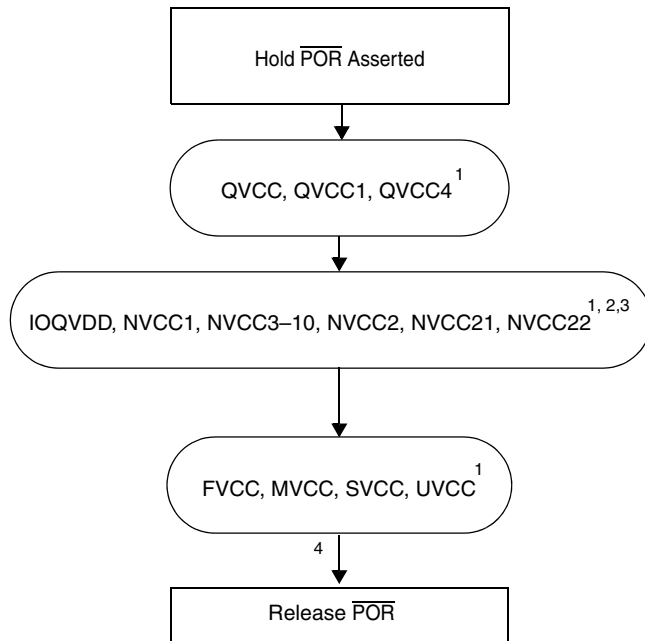 Hold POR Asserted
QVCC, QVCC1, QVCC4 1
IOQVDD, NVCC1, NVCC3–10, NVCC2, NVCC21, NVCC22 1, 2,3
FVCC, MVCC, SVCC, UVCC 1
4
Release POR